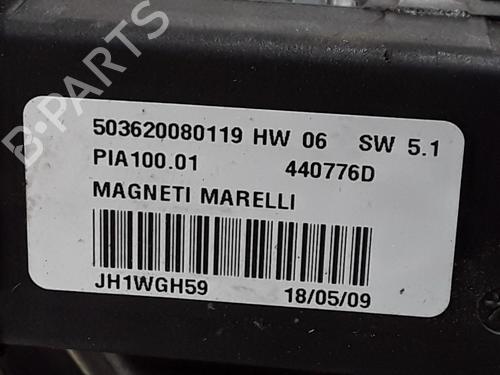 B-PARTS
503620080119 HW 06 SW 5.1
PIA100.01 440776D
MAGNETI MARELLI
JH1WGH59 18/05/09